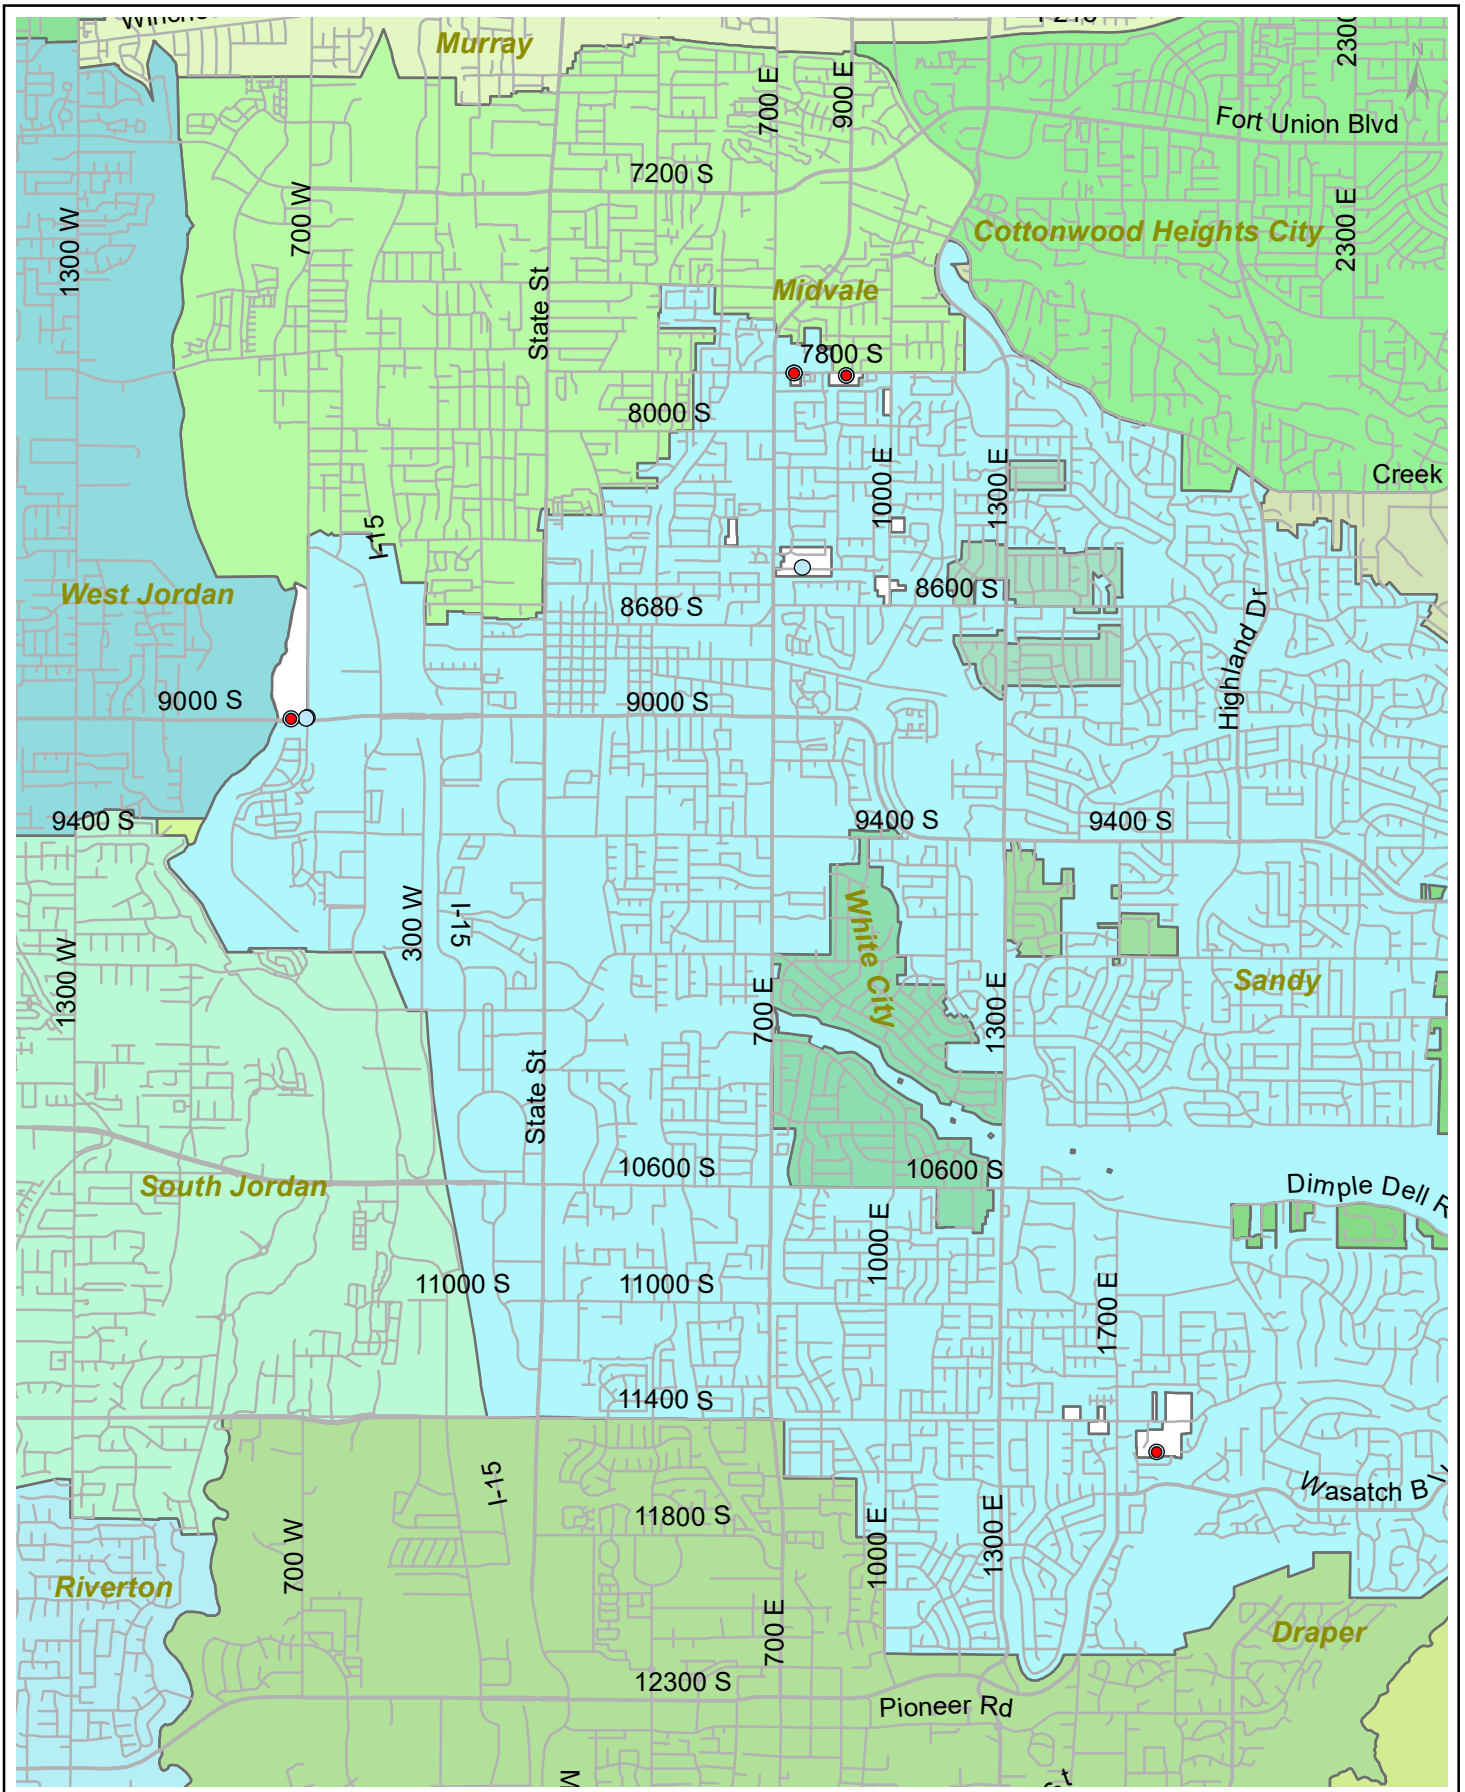 Murray
2300
N
700 E
900 E
Fort Union Blvd
7200 S
700 W
1300 W
2300 E
Cottonwood Heights City
State St
Midvale
7800 S
8000 S
1000 E
1300 E
Creek
I-15
West Jordan
8600 S
8680 S
Highland Dr
9000 S
9000 S
9400 S
9400 S
9400 S
300 W
I-15
White City
1300 W
700 E
1300 E
Sandy
State St
10600 S
10600 S
South Jordan
Dimple Dell R
1000 E
11000 S
11000 S
1700 E
11400 S
I-15
Wasatch Bl
11800 S
700 W
1000 E
1300 E
Riverton
700 E
Draper
12300 S
Pioneer Rd
M